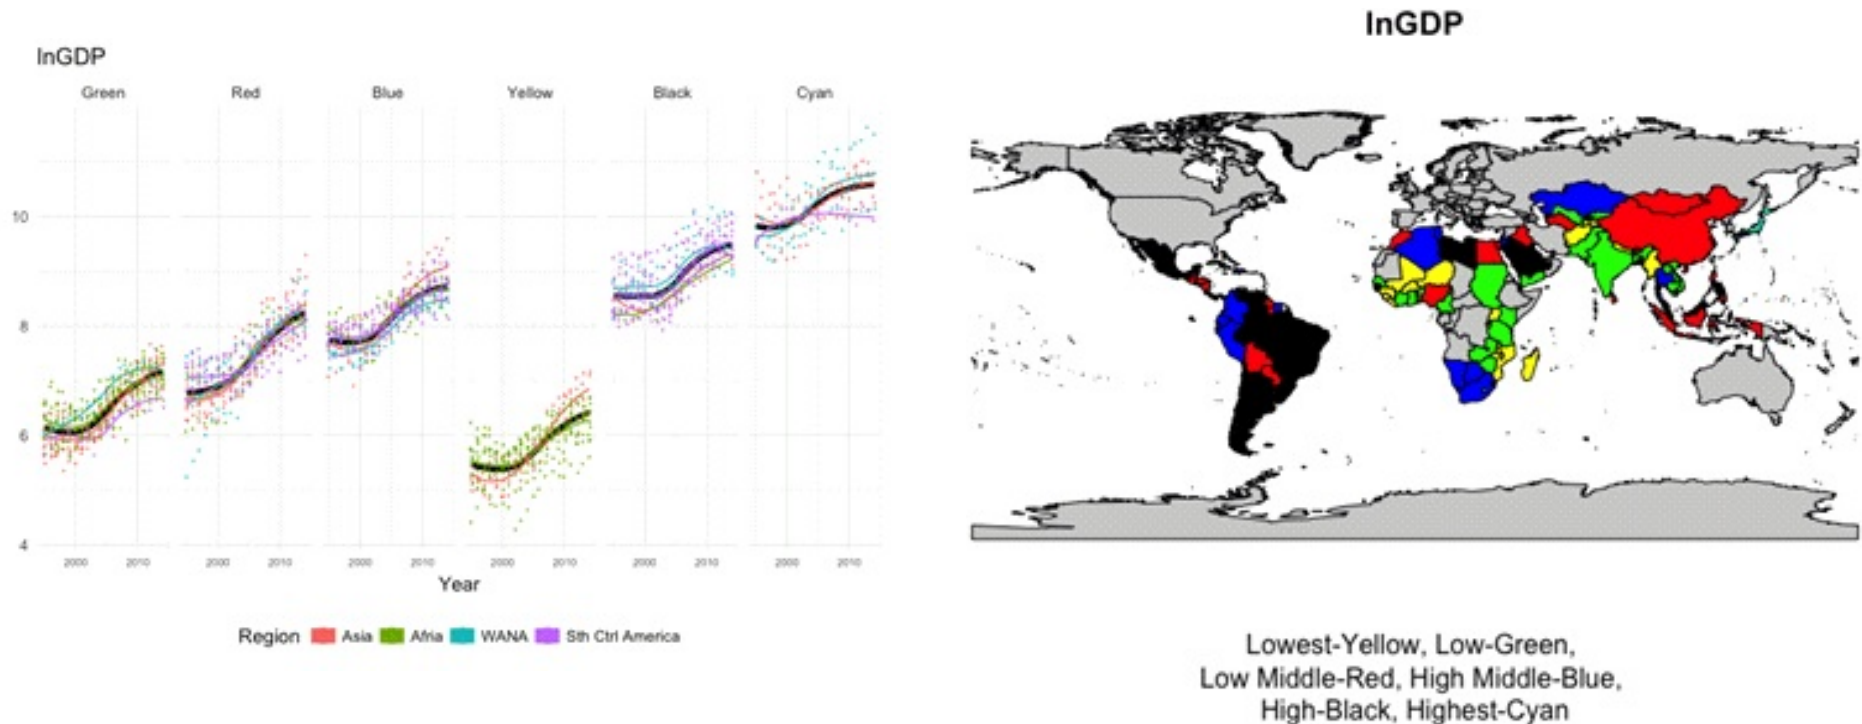 lnGDP
Green Red Blue Yellow Black Cyan
10
8
6
4
2000 2010 2000 2010 2000 2010 2000 2010 2000 2010 2000 2010
Year
Region Asia Afria WANA Sth Ctrl America
lnGDP
Lowest-Yellow, Low-Green,
Low Middle-Red, High Middle-Blue,
High-Black, Highest-Cyan